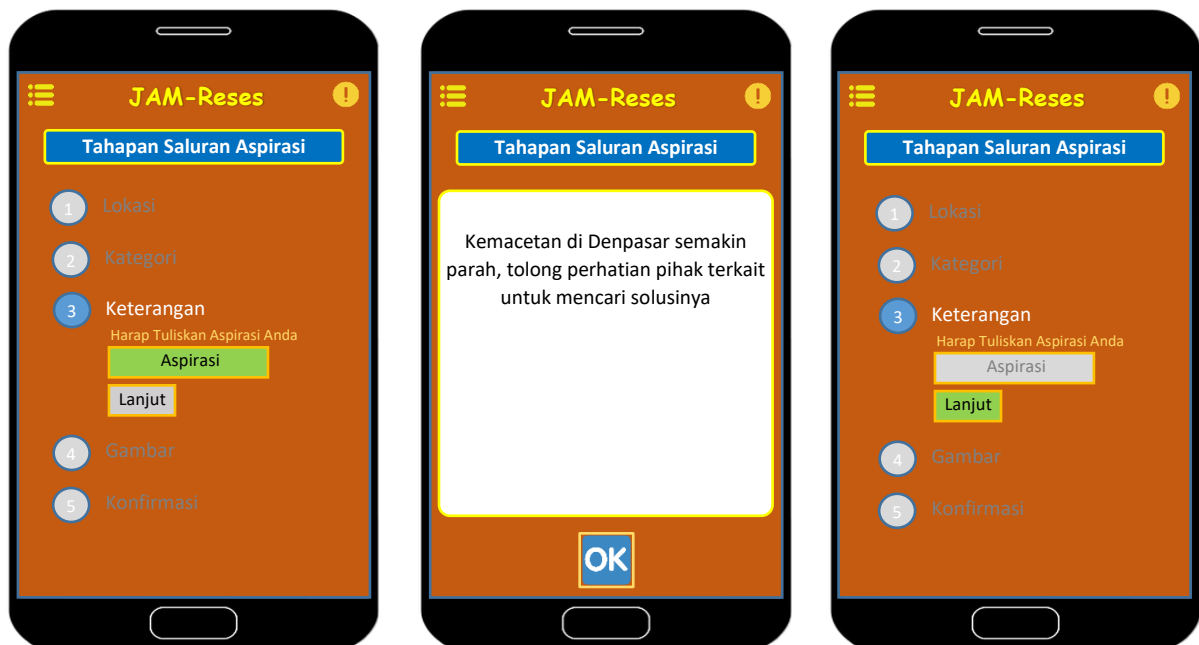 JAM-Reses
!
Tahapan Saluran Aspirasi
1 Lokasi
2 Kategori
3 Keterangan
Harap Tuliskan Aspirasi Anda
Aspirasi
Lanjut
4 Gambar
5 Konfirmasi
JAM-Reses
!
Tahapan Saluran Aspirasi
Kemacetan di Denpasar semakin
parah, tolong perhatian pihak terkait
untuk mencari solusinya
OK
JAM-Reses
!
Tahapan Saluran Aspirasi
1 Lokasi
2 Kategori
3 Keterangan
Harap Tuliskan Aspirasi Anda
Aspirasi
Lanjut
4 Gambar
5 Konfirmasi